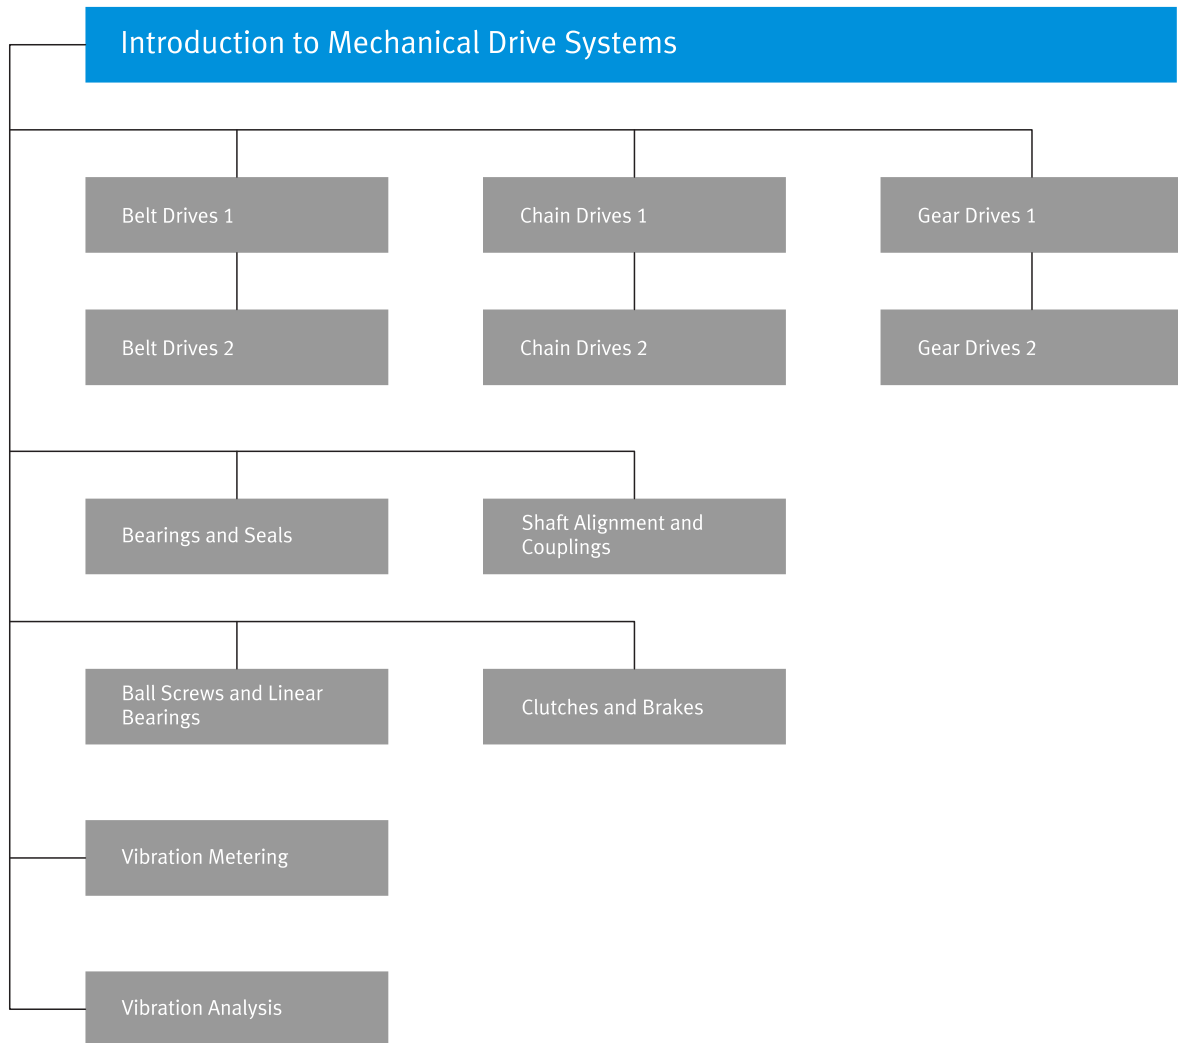 Introduction to Mechanical Drive Systems
Belt Drives 1
Chain Drives 1
Gear Drives 1
Belt Drives 2
Chain Drives 2
Gear Drives 2
Bearings and Seals
Shaft Alignment and
Couplings
Ball Screws and Linear
Bearings
Clutches and Brakes
Vibration Metering
Vibration Analysis